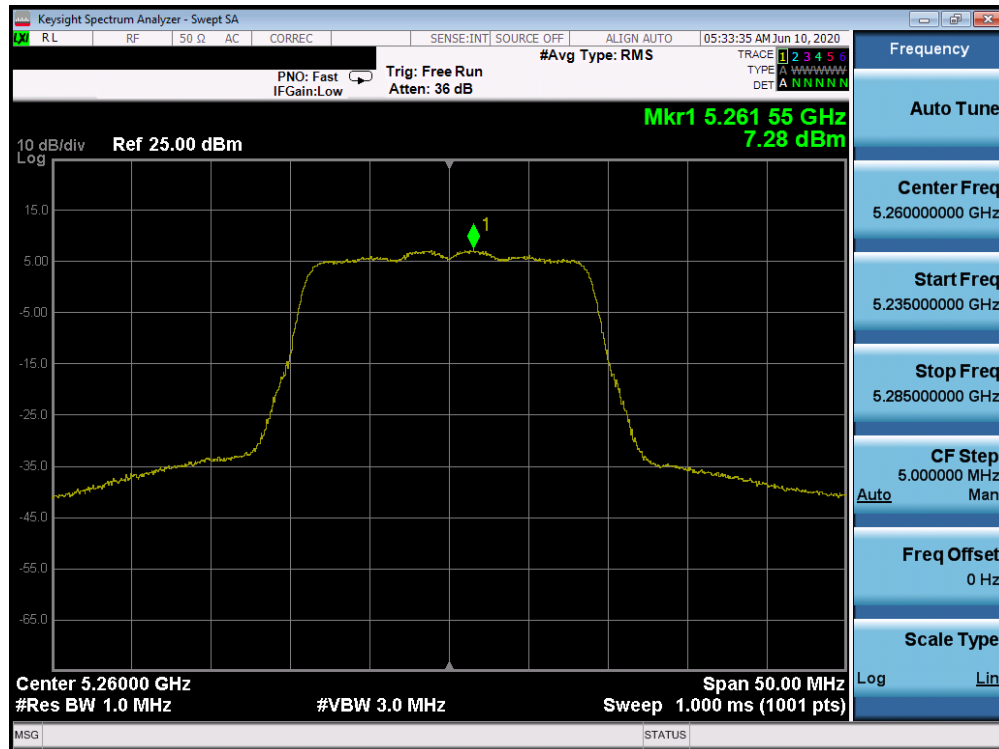 Keysight Spectrum Analyzer - Swept SA
LXI RL RF 50 Ω AC CORREC SENSE:INT SOURCE OFF ALIGN AUTO 05:33:35 AM Jun 10, 2020
#Avg Type: RMS
TRACE 1 2 3 4 5 6
TYPE A WWWWW
DET A N N N N N
PNO: Fast
IFGain:Low
Trig: Free Run
Atten: 36 dB
Mkr1 5.261 55 GHz
7.28 dBm
10 dB/div
Log
Ref 25.00 dBm
1
15.0
5.00
-5.00
-15.0
-25.0
-35.0
-45.0
-55.0
-65.0
Center 5.26000 GHz
Span 50.00 MHz
#Res BW 1.0 MHz
#VBW 3.0 MHz
Sweep 1.000 ms (1001 pts)
MSG
STATUS
Frequency
Auto Tune
Center Freq
5.260000000 GHz
Start Freq
5.235000000 GHz
Stop Freq
5.285000000 GHz
CF Step
5.000000 MHz
Auto Man
Freq Offset
0 Hz
Scale Type
Log Lin